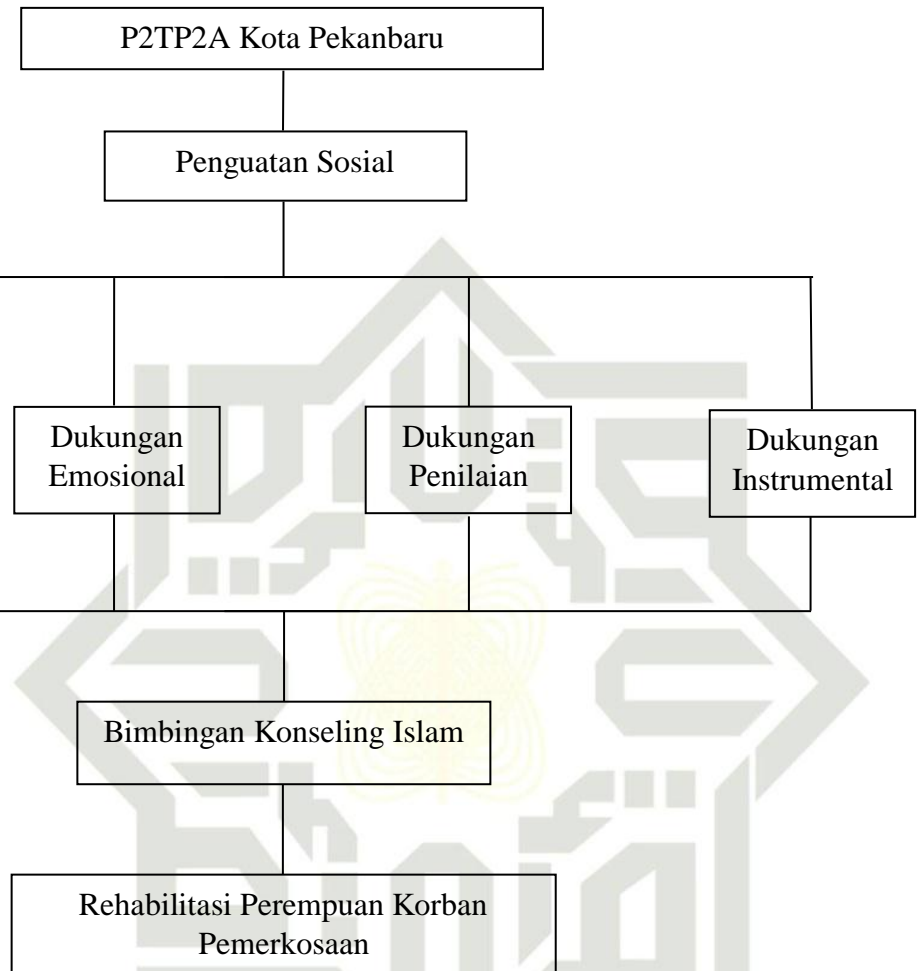 P2TP2A Kota Pekanbaru
Penguatan Sosial
Dukungan
Emosional
Dukungan
Penilaian
Dukungan
Instrumental
Bimbingan Konseling Islam
Rehabilitasi Perempuan Korban
Pemerkosaan